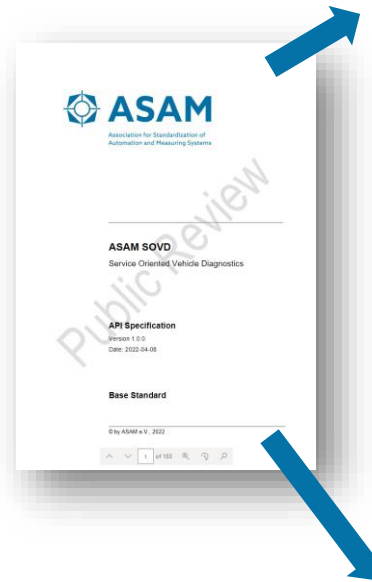 ASAM
Association for Standardization of
Automation and Measuring Systems
Public Review
ASAM SOVD
Service Oriented Vehicle Diagnostics
API Specification
Version 1.0.0
Date: 2022-04-08
Base Standard
© by ASAM e.V., 2022
1 of 183